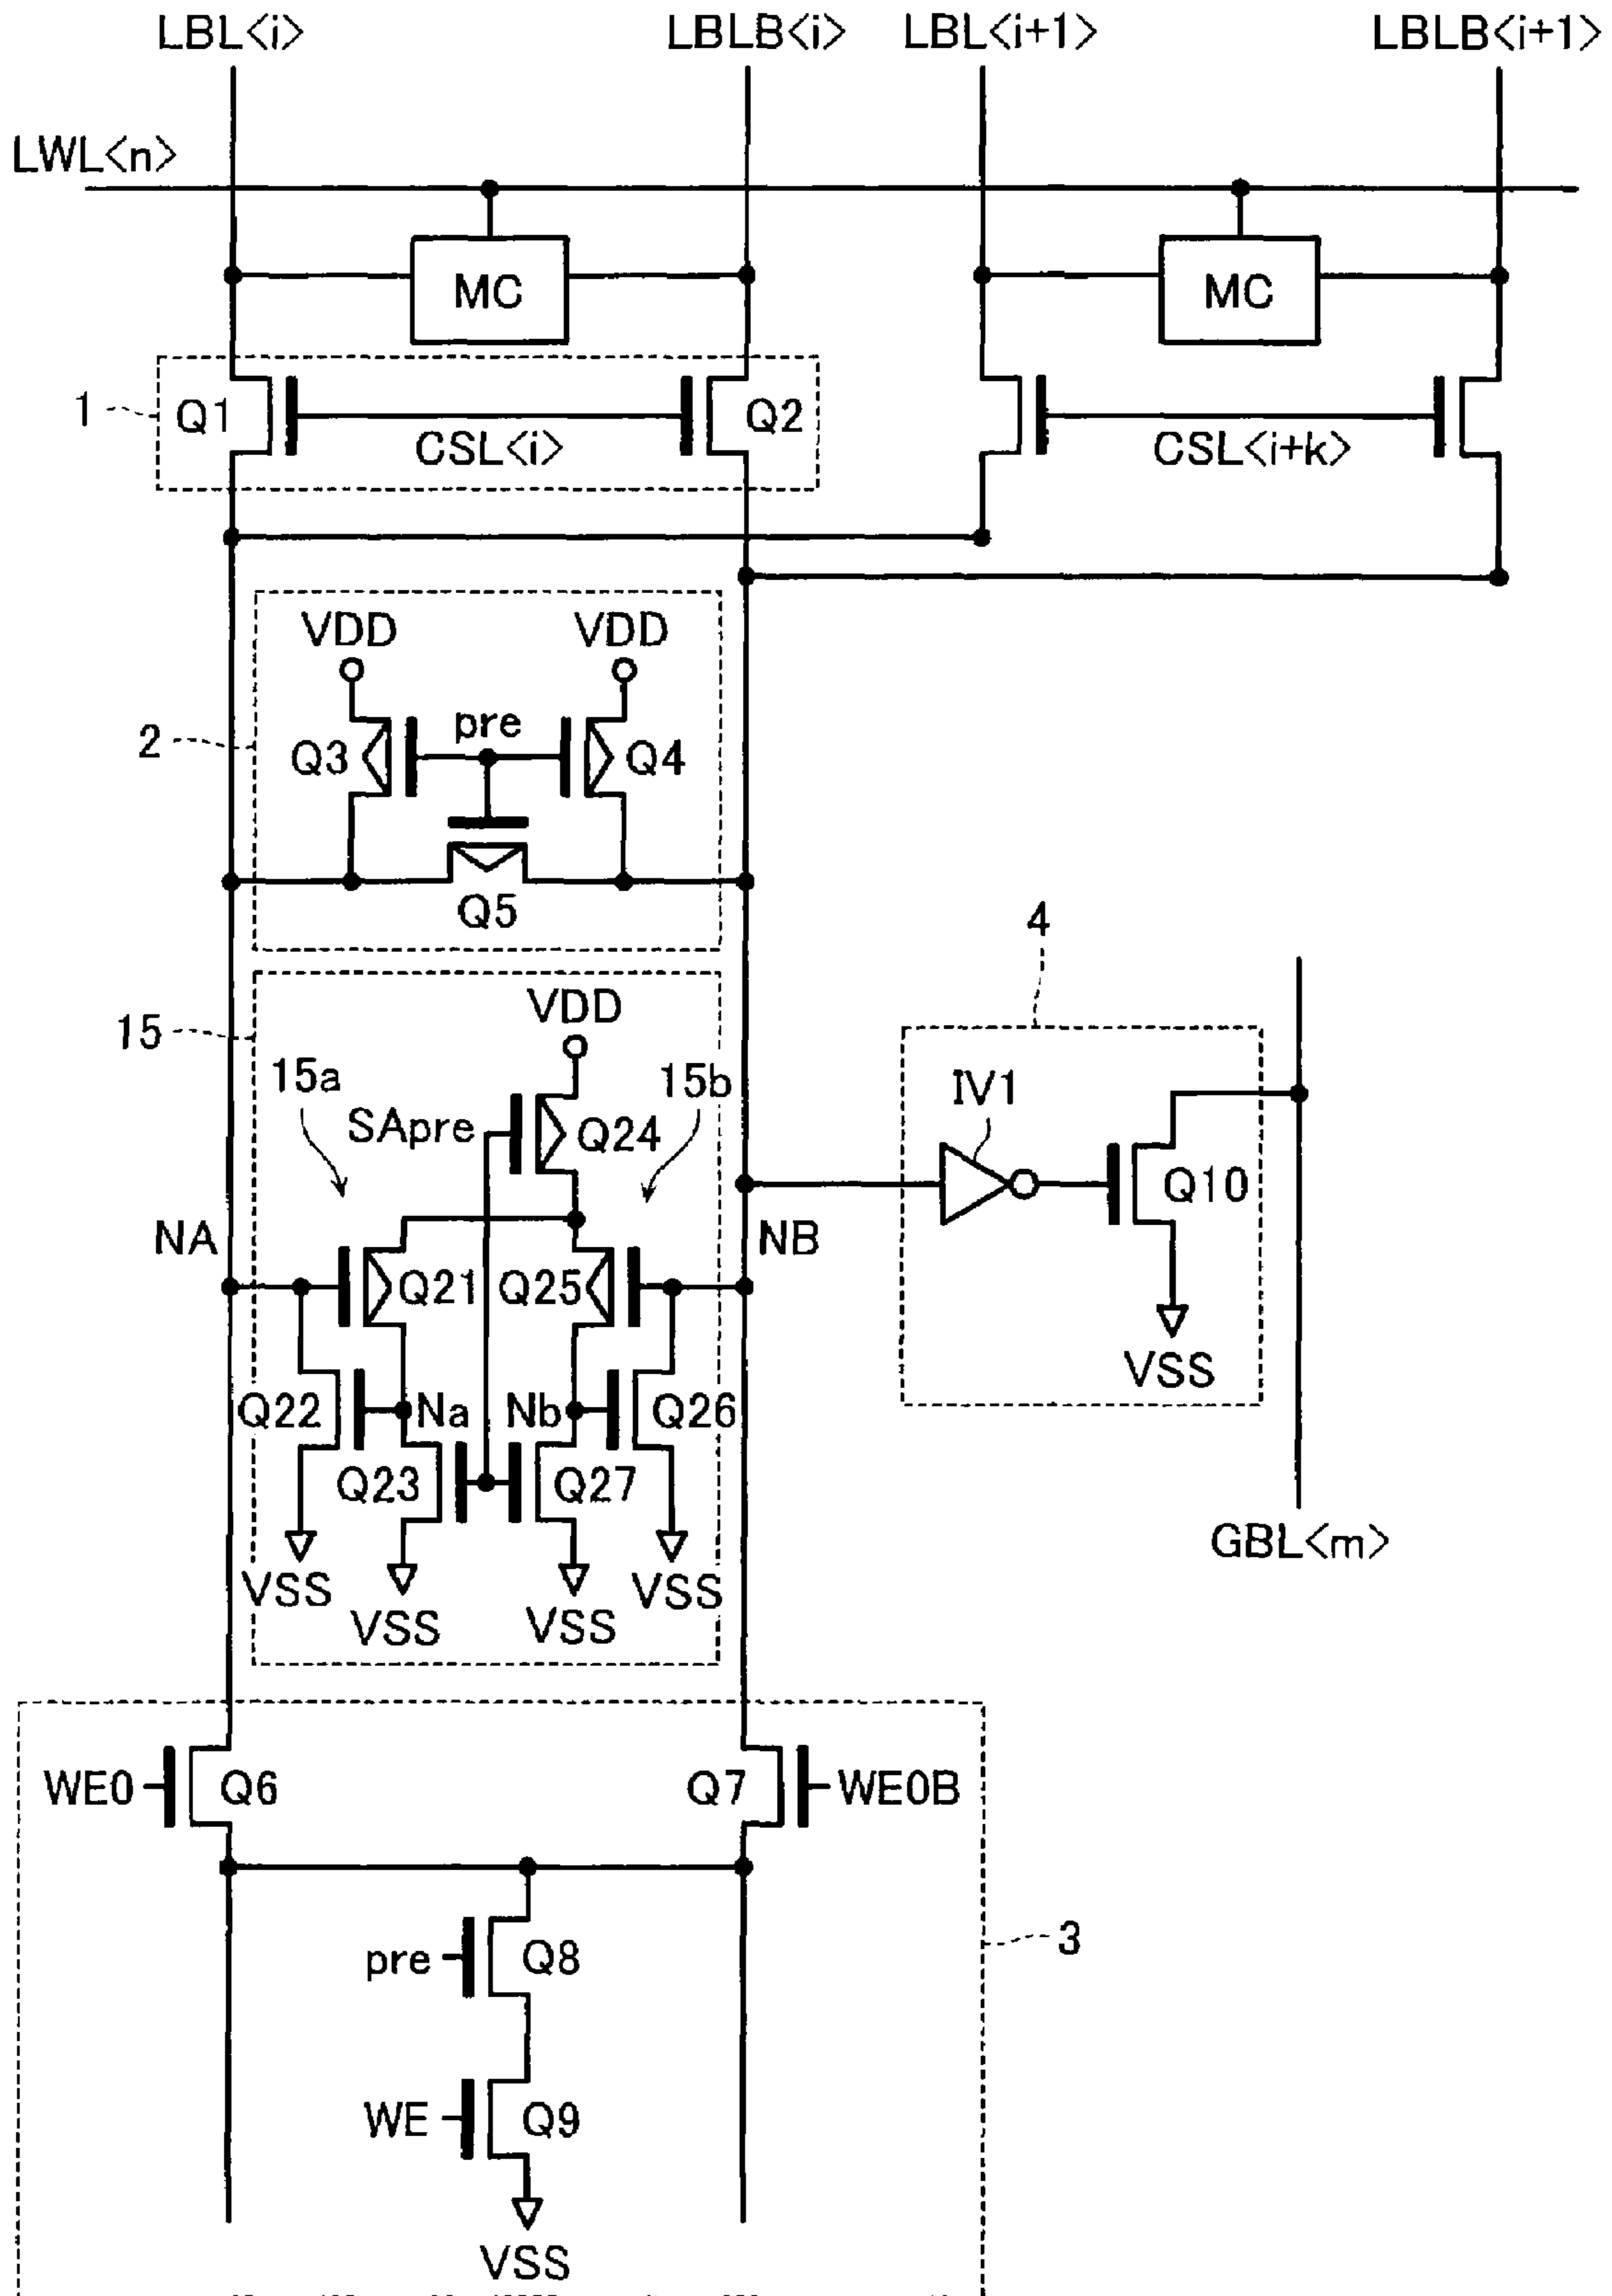 LBL<i> LBLB<i> LBL<i+1> LBLB<i+1>
LWL<n>
MC MC
1 Q1 Q2
CSL<i> CSL<i+k>
VDD VDD
pre
2 Q3 Q4
Q5
4
VDD
15
15a 15b IV1
SApre Q24
Q10
NA NB
Q21 Q25
VSS
Q22 Na Nb Q26
Q23 Q27
GBL<m>
VSS VSS
VSS VSS
WE0 Q6 Q7 WE0B
3
pre Q8
WE Q9
VSS